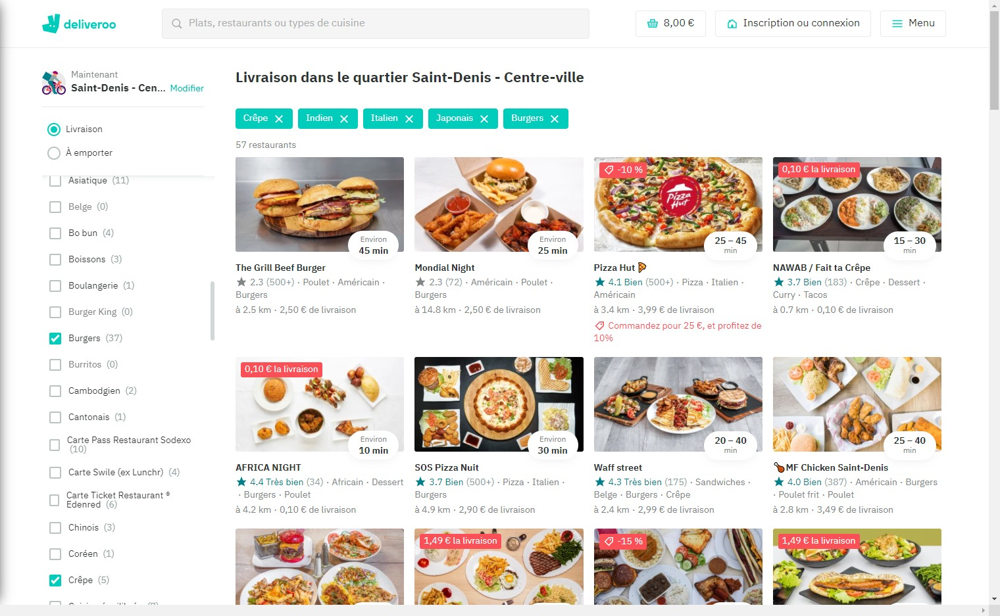 deliveroo
Plats, restaurants ou types de cuisine
8,00 €
Inscription ou connexion
Menu
Maintenant
Saint-Denis - Cen... Modifier
Livraison
À emporter
Asiatique (11)
Belge (0)
Bo bun (4)
Boissons (3)
Boulangerie (1)
Burger King (0)
Burgers (37)
Burritos (0)
Cambodgien (2)
Cantonais (1)
Carte Pass Restaurant Sodexo
(10)
Carte Swile (ex Lunchr) (4)
Carte Ticket Restaurant ®
Edenred (6)
Chinois (3)
Coréen (1)
Crêpe (5)
Livraison dans le quartier Saint-Denis - Centre-ville
Crêpe
Indien
Italien
Japonais
Burgers
57 restaurants
Environ
45 min
The Grill Beef Burger
2.3 (500+) · Poulet · Américain ·
Burgers
à 2.5 km · 2,50 € de livraison
Environ
25 min
Mondial Night
2.3 (72) · Américain · Poulet ·
Burgers
à 14.8 km · 2,50 € de livraison
-10 %
Pizza
Hut
25 – 45
min
Pizza Hut
4.1 Bien (500+) · Pizza · Italien ·
Américain
à 3.4 km · 3,99 € de livraison
Commandez pour 25 €, et profitez de
10%
0,10 € la livraison
15 – 30
min
NAWAB / Fait ta Crêpe
3.7 Bien (183) · Crêpe · Dessert ·
Curry · Tacos
à 0.7 km · 0,10 € de livraison
0,10 € la livraison
Environ
10 min
AFRICA NIGHT
4.4 Très bien (34) · Africain · Dessert
· Burgers · Poulet
à 4.2 km · 0,10 € de livraison
Environ
30 min
SOS Pizza Nuit
3.7 Bien (500+) · Pizza · Italien ·
Burgers
à 4.9 km · 2,90 € de livraison
20 – 40
min
Waff street
4.3 Très bien (175) · Sandwiches ·
Belge · Burgers · Crêpe
à 2.4 km · 2,99 € de livraison
25 – 40
min
MF Chicken Saint-Denis
4.0 Bien (387) · Américain · Burgers
· Poulet frit · Poulet
à 2.8 km · 3,49 € de livraison
1,49 € la livraison
-15 %
1,49 € la livraison